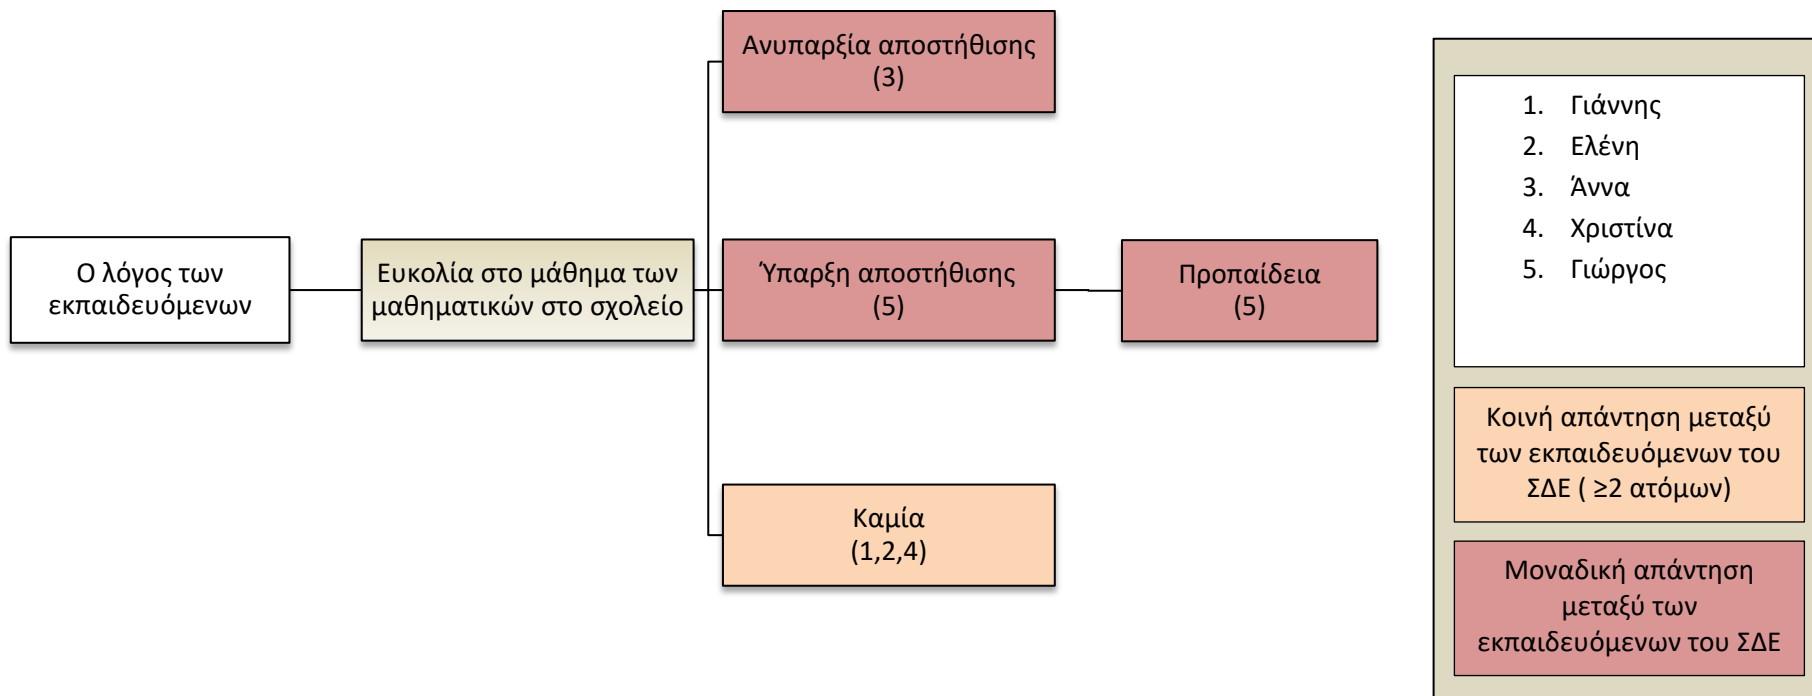 Ανυπαρξία αποστήθισης
(3)
Ο λόγος των
εκπαιδευόμενων
Ευκολία στο μάθημα των
μαθηματικών στο σχολείο
Ύπαρξη αποστήθισης
(5)
Προπαίδεια
(5)
Καμία
(1,2,4)
1. Γιάννης
2. Ελένη
3. Άννα
4. Χριστίνα
5. Γιώργος
Κοινή απάντηση μεταξύ
των εκπαιδευόμενων του
ΣΔΕ ( ≥2 ατόμων)
Μοναδική απάντηση
μεταξύ των
εκπαιδευόμενων του ΣΔΕ